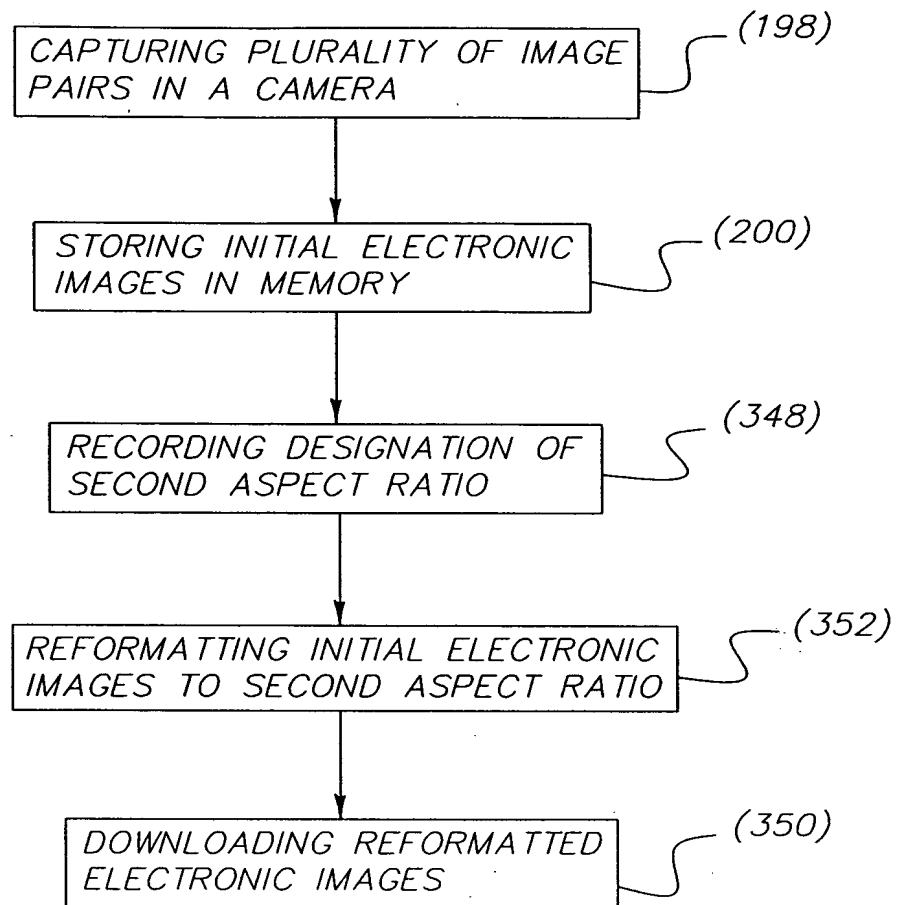 CAPTURING PLURALITY OF IMAGE
PAIRS IN A CAMERA
(198)
STORING INITIAL ELECTRONIC
IMAGES IN MEMORY
(200)
RECORDING DESIGNATION OF
SECOND ASPECT RATIO
(348)
REFORMATTING INITIAL ELECTRONIC
IMAGES TO SECOND ASPECT RATIO
(352)
DOWNLOADING REFORMATTED
ELECTRONIC IMAGES
(350)